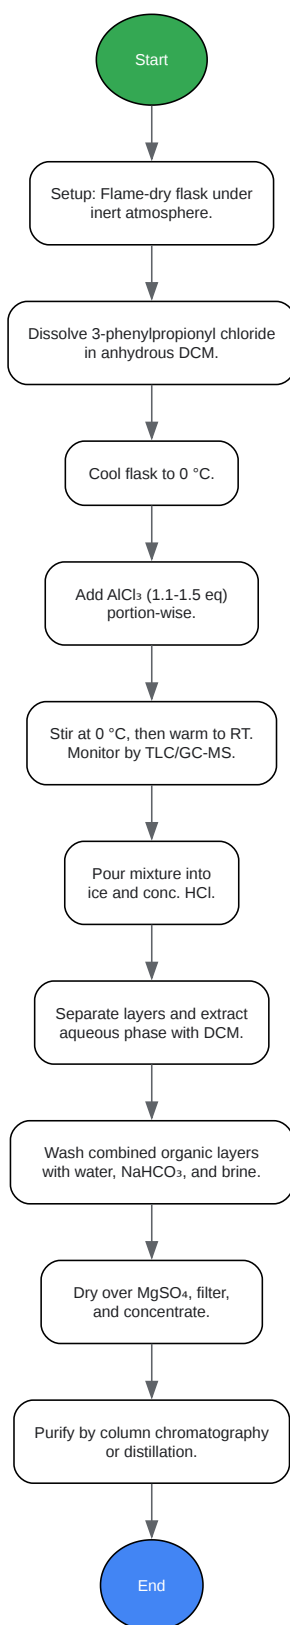 Start
Setup: Flame-dry flask under
inert atmosphere.
Dissolve 3-phenylpropionyl chloride
in anhydrous DCM.
Cool flask to 0 °C.
Add AlCl₃ (1.1-1.5 eq)
portion-wise.
Stir at 0 °C, then warm to RT.
Monitor by TLC/GC-MS.
Pour mixture into
ice and conc. HCl.
Separate layers and extract
aqueous phase with DCM.
Wash combined organic layers
with water, NaHCO₃, and brine.
Dry over MgSO₄, filter,
and concentrate.
Purify by column chromatography
or distillation.
End